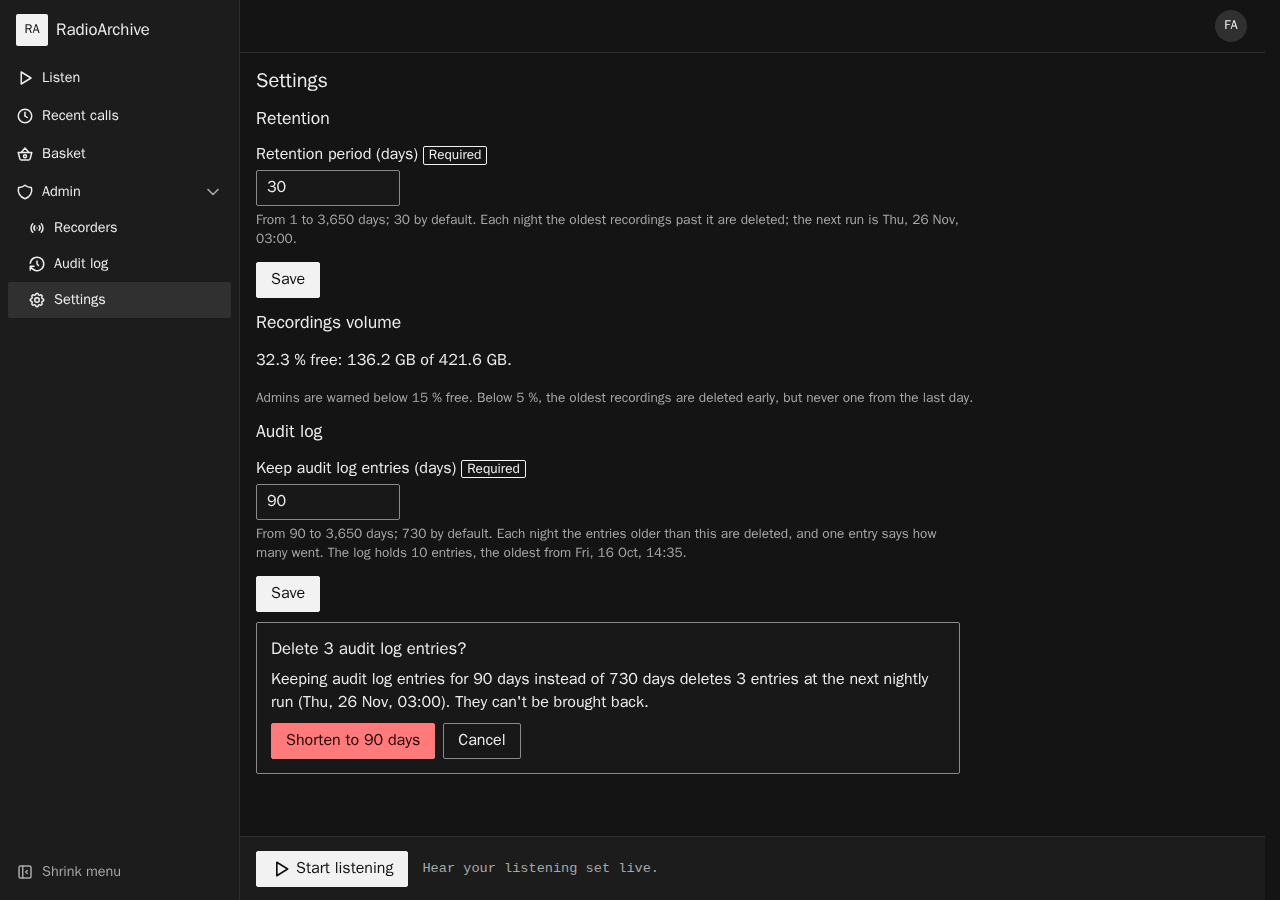 RA
RadioArchive
FA
Listen
Recent calls
Basket
Admin
Recorders
Audit log
Settings
Shrink menu
Settings
Retention
Retention period (days) Required
30
From 1 to 3,650 days; 30 by default. Each night the oldest recordings past it are deleted; the next run is Thu, 26 Nov,
03:00.
Save
Recordings volume
32.3 % free: 136.2 GB of 421.6 GB.
Admins are warned below 15 % free. Below 5 %, the oldest recordings are deleted early, but never one from the last day.
Audit log
Keep audit log entries (days) Required
90
From 90 to 3,650 days; 730 by default. Each night the entries older than this are deleted, and one entry says how
many went. The log holds 10 entries, the oldest from Fri, 16 Oct, 14:35.
Save
Delete 3 audit log entries?
Keeping audit log entries for 90 days instead of 730 days deletes 3 entries at the next nightly
run (Thu, 26 Nov, 03:00). They can't be brought back.
Shorten to 90 days
Cancel
Start listening
Hear your listening set live.